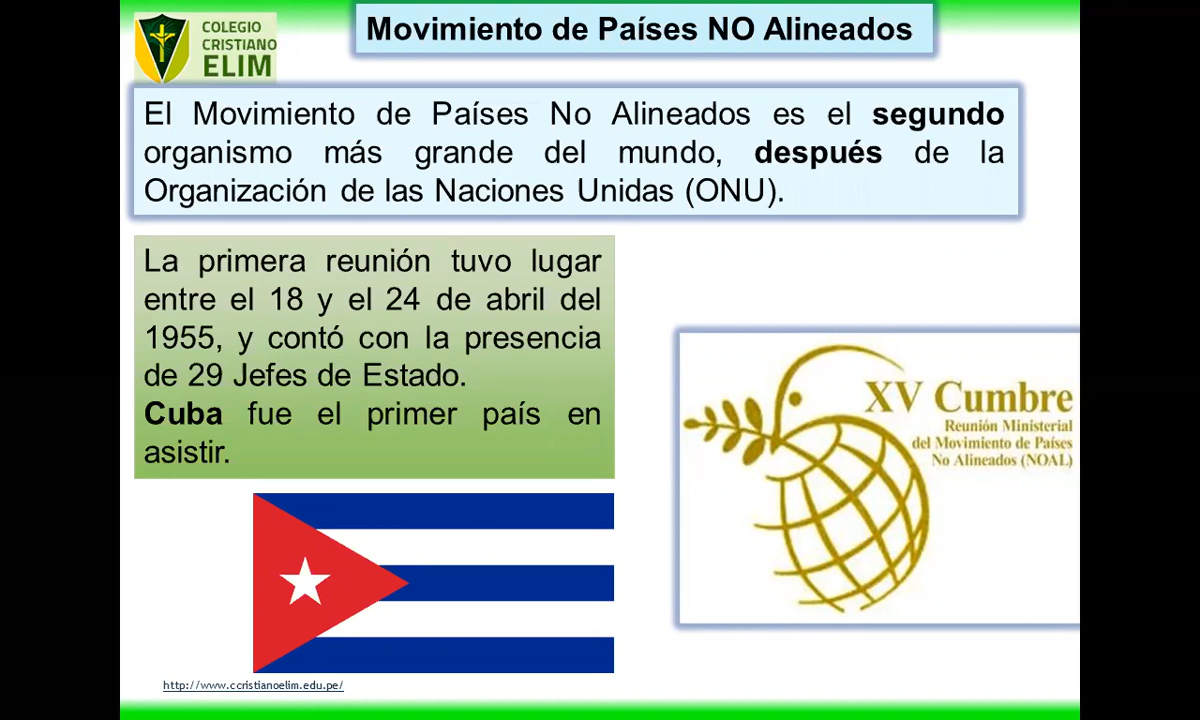 COLEGIO
CRISTIANO
ELIM
Movimiento de Países NO Alineados
El Movimiento de Países No Alineados es el segundo
organismo más grande del mundo, después de la
Organización de las Naciones Unidas (ONU).
La primera reunión tuvo lugar
entre el 18 y el 24 de abril del
1955, y contó con la presencia
de 29 Jefes de Estado.
Cuba fue el primer país en
asistir.
XV Cumbre
Reunión Ministerial
del Movimiento de Países
No Alineados (NOAL)
http://www.ccristianoelim.edu.pe/